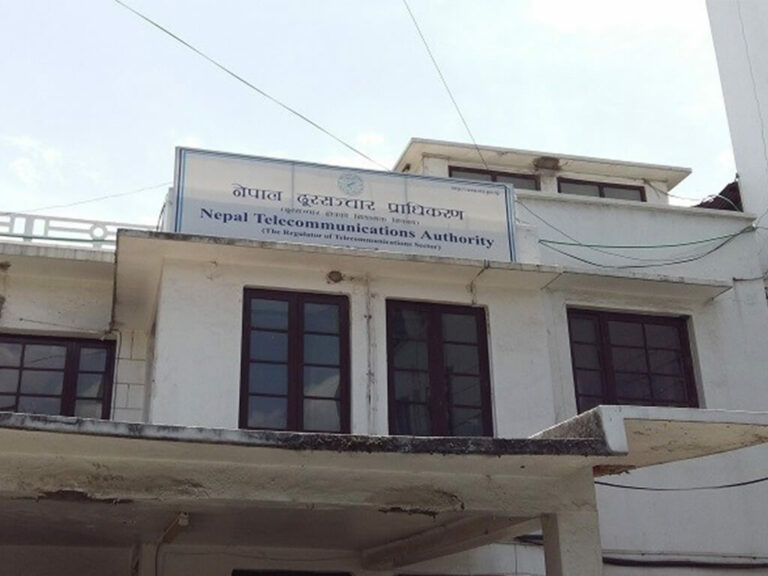 नेपाल दूरसञ्चार प्राधिकरण
Nepal Telecommunications Authority
(The Regulator of Telecommunications Sector)